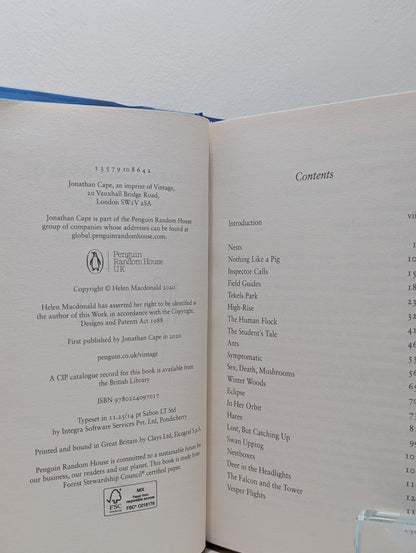 1 3 5 7 9 10 8 6 4 2
Jonathan Cape, an imprint of Vintage,
20 Vauxhall Bridge Road,
London SW1V 2SA
Jonathan Cape is part of the Penguin Random House
group of companies whose addresses can be found at
global.penguinrandomhouse.com.
Penguin
Random House
UK
Copyright © Helen Macdonald 2020
Helen Macdonald has asserted her right to be identified as
the author of this Work in accordance with the Copyright,
Designs and Patents Act 1988
First published by Jonathan Cape in 2020
penguin.co.uk/vintage
A CIP catalogue record for this book is available from
the British Library
ISBN 9780224097017
Typeset in 11.25/14 pt Sabon LT Std
by Integra Software Services Pvt. Ltd, Pondicherry
Printed and bound in Great Britain by Clays Ltd, Elcograf S.p.A.
Penguin Random House is committed to a sustainable future for
our business, our readers and our planet. This book is made from
Forest Stewardship Council® certified paper.
MIX
Paper from
responsible sources
FSC
FSC® C018179
Contents
Introduction
Nests
Nothing Like a Pig
Inspector Calls
Field Guides 18
Tekels Park 23
High-Rise
The Human Flock
The Student's Tale
Ants 46
Symptomatic
Sex, Death, Mushrooms
Winter Woods
Eclipse
In Her Orbit
Hares
Lost, But Catching Up
Swan Upping
Nestboxes
Deer in the Headlights
The Falcon and the Tower
Vesper Flights